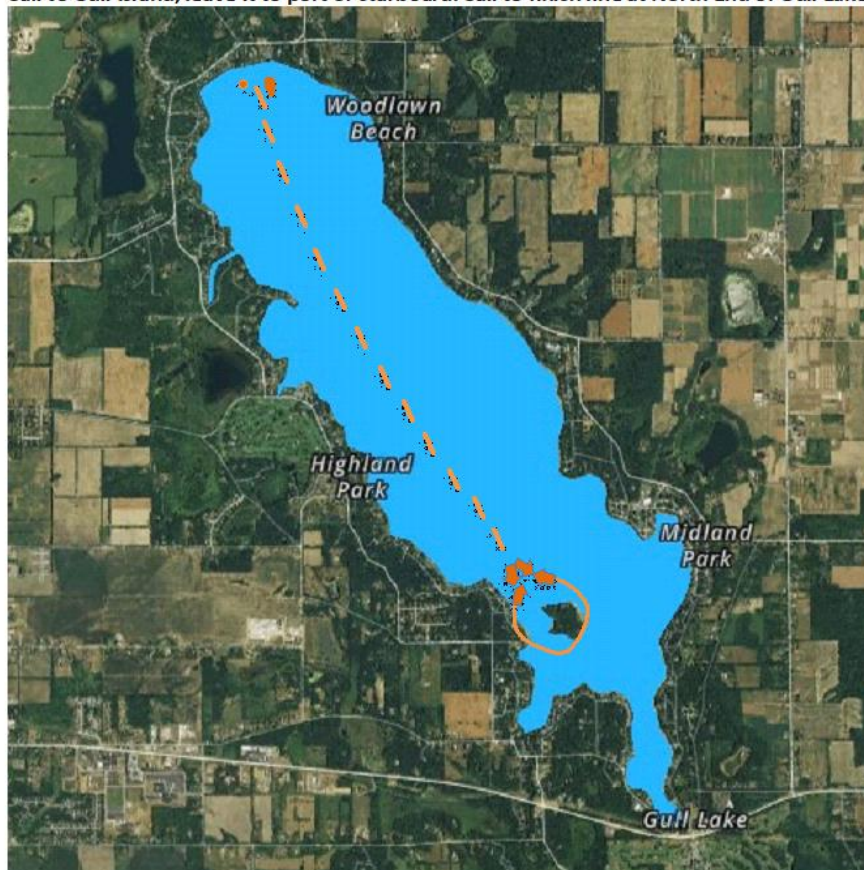 Sail to Gull Island, leave it to port or starboard. Sail to finish line at North End of Gull Lake
Woodlawn
Beach
Highland
Park
Midland
Park
Gull Lake